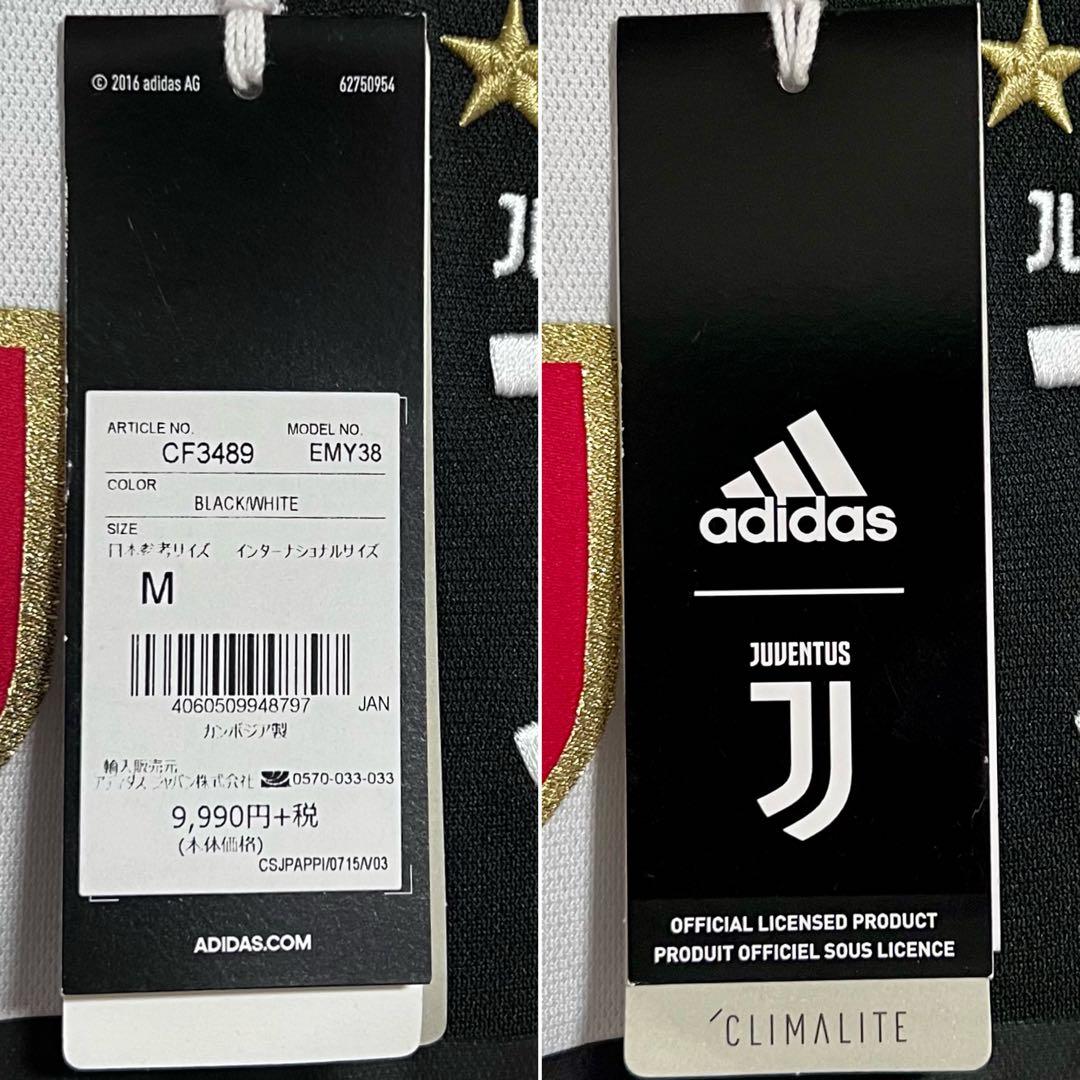 © 2016 adidas AG 62750954
ARTICLE NO. MODEL NO.
CF3489 EMY38
COLOR
BLACK/WHITE
SIZE
日本参考サイズ インターナショナルサイズ
M
4060509948797 JAN
カンボジア製
輸入販売元
アディダス ジャパン株式会社 0570-033-033
9,990円+税
(本体価格)
CSJPAPPI/0715/V03
ADIDAS.COM
JU
adidas
JUVENTUS
OFFICIAL LICENSED PRODUCT
PRODUIT OFFICIEL SOUS LICENCE
CLIMALITE